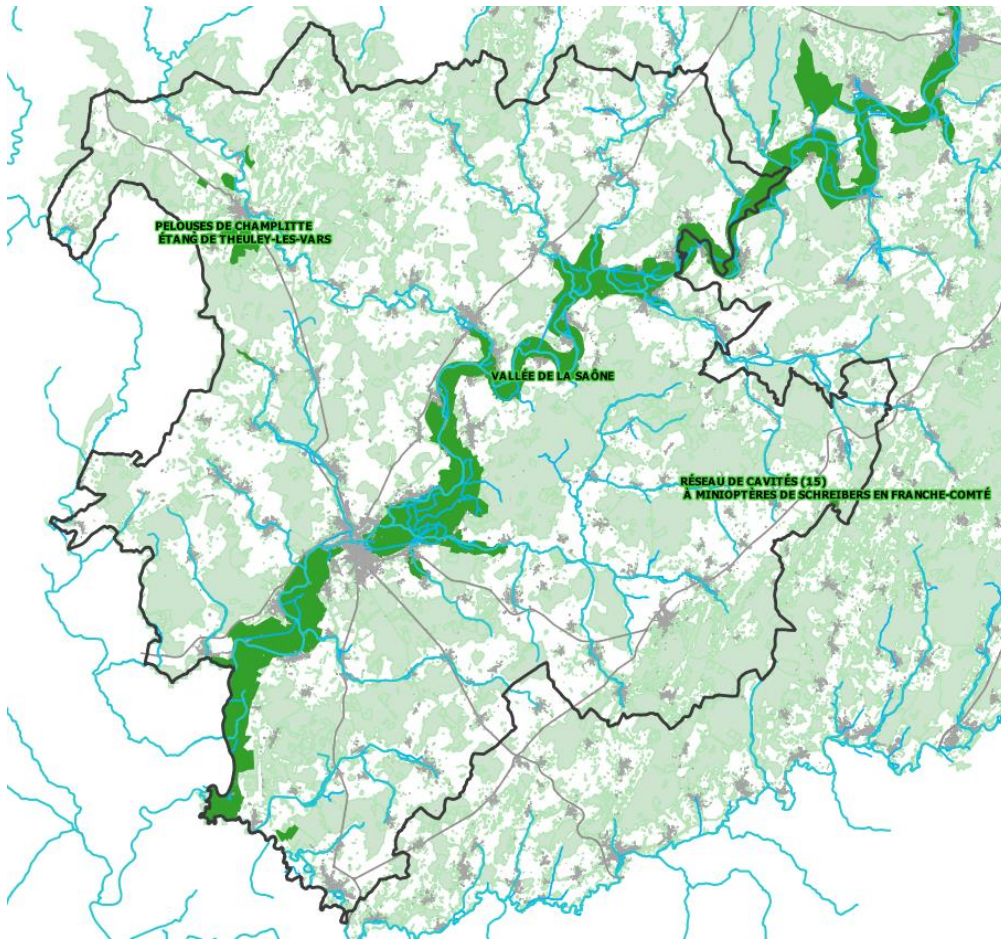 PELOUSES DE CHAMPLITTE
ÉTANG DE THEULEY-LES-VARS
VALLÉE DE LA SAÔNE
RÉSEAU DE CAVITÉS (15)
À MINIOPTÈRES DE SCHREIBERS EN FRANCHE-COMTÉ